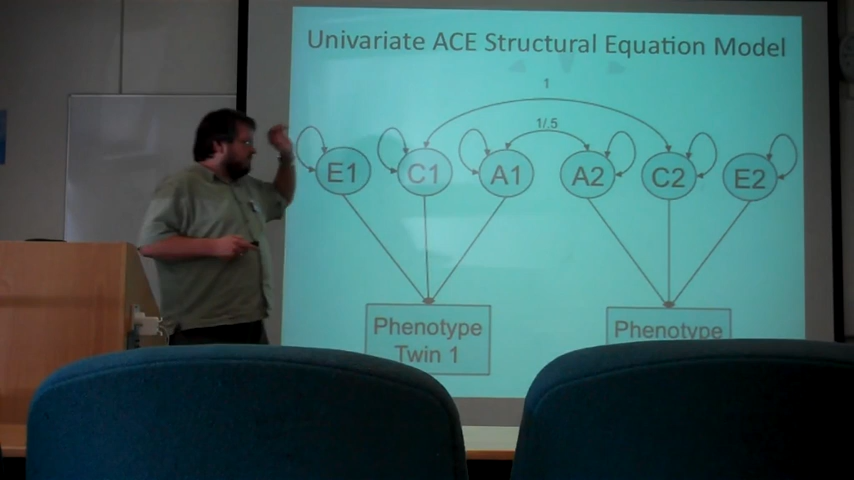 Univariate ACE Structural Equation Model
1
1/.5
E1 C1 A1 A2 C2 E2
Phenotype Phenotype
Twin 1